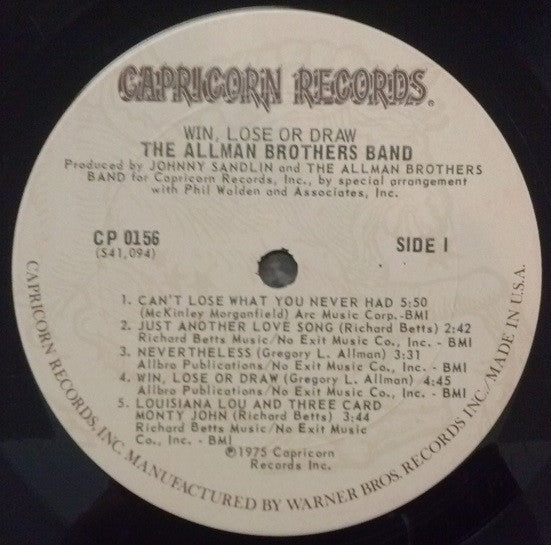 CAPRICORN RECORDS®
WIN, LOSE OR DRAW
THE ALLMAN BROTHERS BAND
Produced by JOHNNY SANDLIN and THE ALLMAN BROTHERS
BAND for Capricorn Records, Inc., by special arrangement
with Phil Walden and Associates, Inc.
CP 0156
(S41,094)
SIDE I
1. CAN'T LOSE WHAT YOU NEVER HAD 5:50
(McKinley Morganfield) Arc Music Corp.-BMI
2. JUST ANOTHER LOVE SONG (Richard Betts) 2:42
Richard Betts Music/No Exit Music Co., Inc. - BMI
3. NEVERTHELESS (Gregory L. Allman) 3:31
Allbro Publications/No Exit Music Co., Inc. - BMI
4. WIN, LOSE OR DRAW (Gregory L. Allman) 4:45
Allbro Publications/No Exit Music Co., Inc. - BMI
5. LOUISIANA LOU AND THREE CARD
MONTY JOHN (Richard Betts) 3:44
Richard Betts Music/No Exit Music
Co., Inc. - BMI
℗1975 Capricorn
Records Inc.
CAPRICORN RECORDS, INC. MANUFACTURED BY WARNER BROS. RECORDS INC./MADE IN U.S.A.